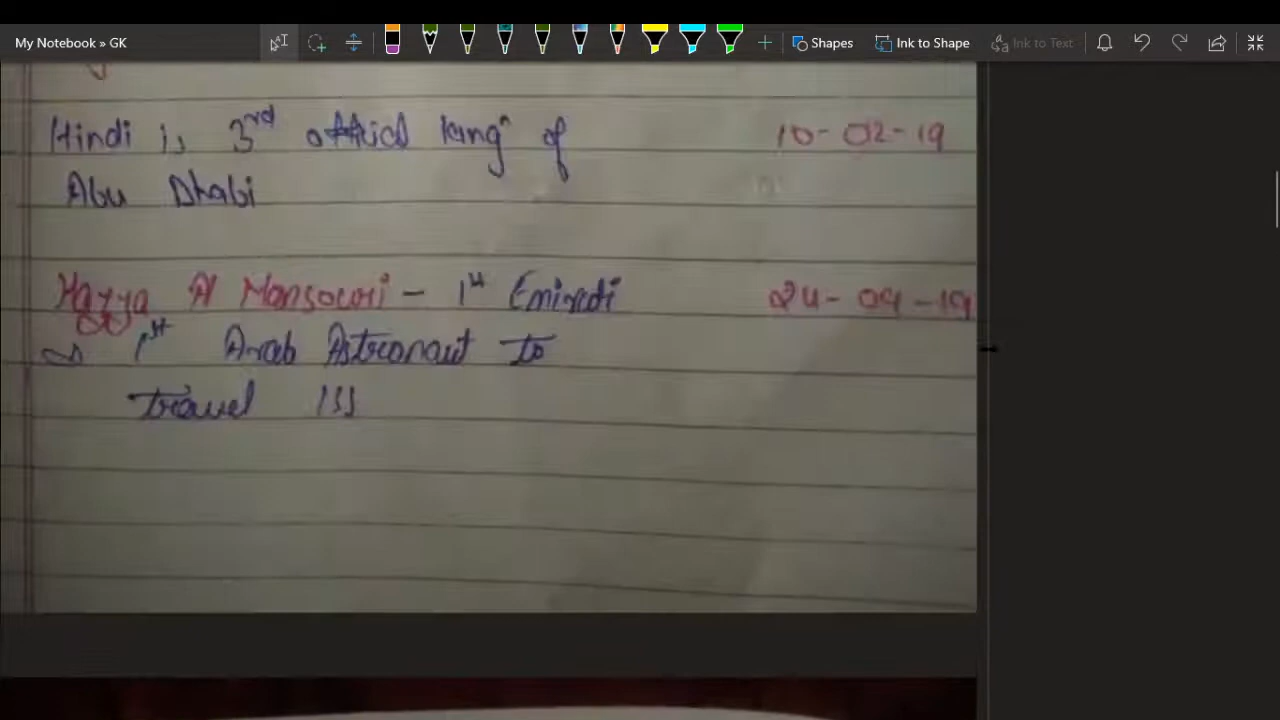 My Notebook » GK
Shapes
Ink to Shape
Ink to Text
Hindi is 3rd official lang of 10-02-19
Abu Dhabi
Hazza Al Mansouri - 1st Emirati 24-09-19
1st Arab Astronaut to
travel ISS